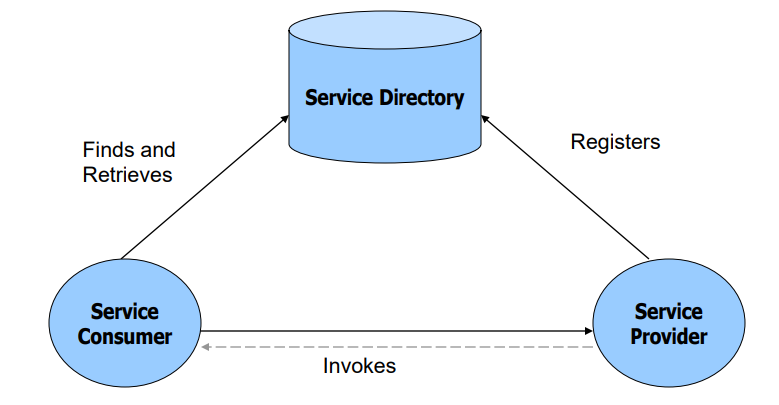 Service Directory
Finds and
Retrieves
Registers
Service
Consumer
Service
Provider
Invokes